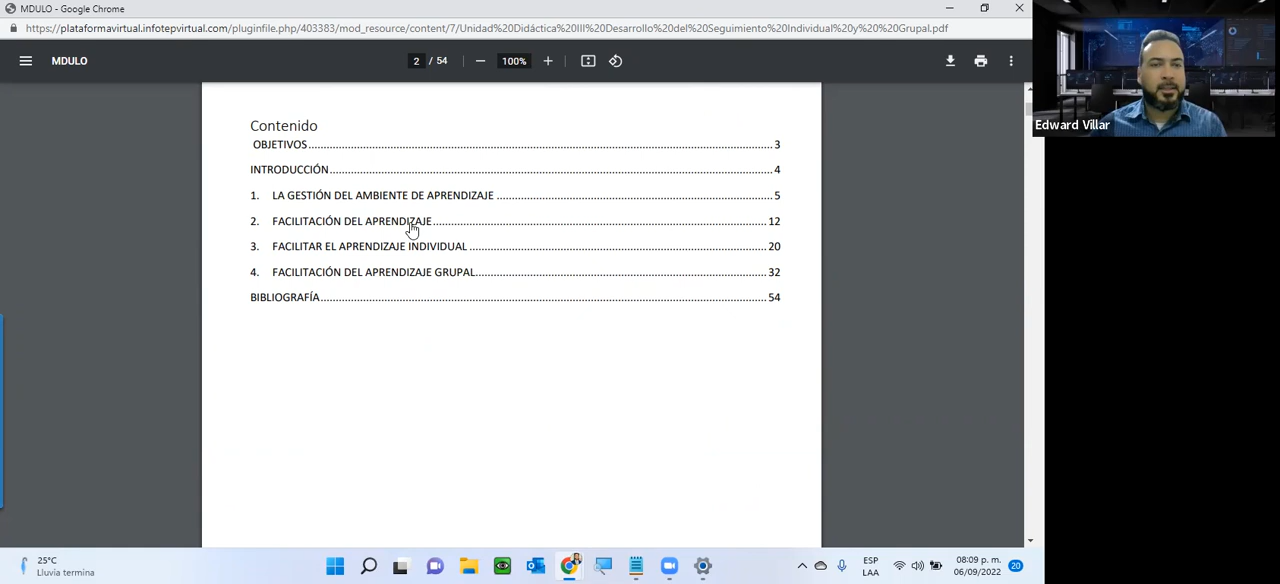 MDULO - Google Chrome
https://plataformavirtual.infotepvirtual.com/pluginfile.php/403383/mod_resource/content/7/Unidad%20Didáctica%20III%20Desarrollo%20del%20Seguimiento%20Individual%20y%20%20Grupal.pdf
MDULO
2 / 54
100%
Edward Villar
Contenido
OBJETIVOS 3
INTRODUCCIÓN 4
1. LA GESTIÓN DEL AMBIENTE DE APRENDIZAJE 5
2. FACILITACIÓN DEL APRENDIZAJE 12
3. FACILITAR EL APRENDIZAJE INDIVIDUAL 20
4. FACILITACIÓN DEL APRENDIZAJE GRUPAL 32
BIBLIOGRAFÍA 54
25°C
Lluvia termina
ESP
LAA
08:09 p. m.
06/09/2022
20